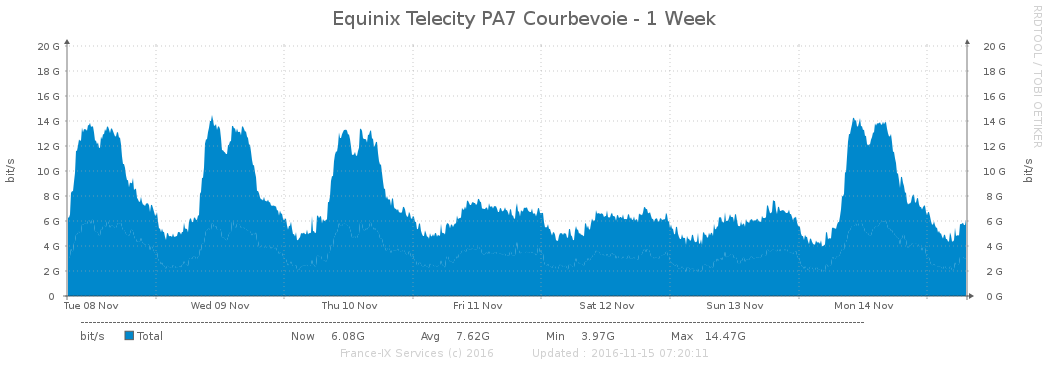 Equinix Telecity PA7 Courbevoie - 1 Week
RRDTOOL / TOBI OETIKER
20 G 20 G
18 G 18 G
16 G 16 G
14 G 14 G
12 G 12 G
10 G 10 G
8 G 8 G
6 G 6 G
4 G 4 G
2 G 2 G
0 0 G
bit/s bit/s
Tue 08 Nov Wed 09 Nov Thu 10 Nov Fri 11 Nov Sat 12 Nov Sun 13 Nov Mon 14 Nov
bit/s Total Now 6.08G Avg 7.62G Min 3.97G Max 14.47G
France-IX Services (c) 2016 Updated : 2016-11-15 07:20:11